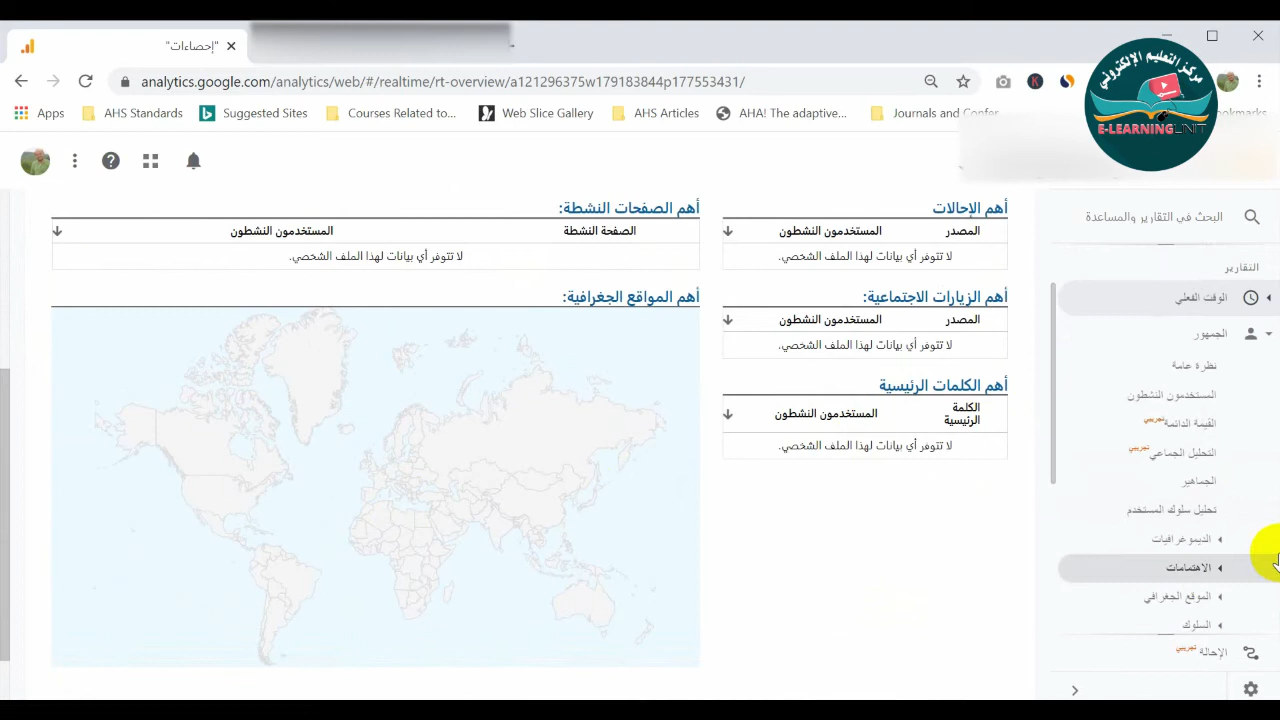 "إحصاءات"
analytics.google.com/analytics/web/#/realtime/rt-overview/a121296375w179183844p177553431/
Apps AHS Standards Suggested Sites Courses Related to... Web Slice Gallery AHS Articles AHA! The adaptive... Journals and Confer
مركز التعليم الإلكتروني
E-LEARNING UNIT
البحث في التقارير والمساعدة
التقارير
الوقت الفعلي
الجمهور
نظرة عامة
المستخدمون النشطون
القيمة الدائمة تجريبي
التحليل الجماعي تجريبي
الجماهير
تحليل سلوك المستخدم
الديموغرافيات
الاهتمامات
الموقع الجغرافي
السلوك
الإحالة تجريبي
أهم الإحالات
المصدر المستخدمون النشطون
لا تتوفر أي بيانات لهذا الملف الشخصي.
أهم الزيارات الاجتماعية:
المصدر المستخدمون النشطون
لا تتوفر أي بيانات لهذا الملف الشخصي.
أهم الكلمات الرئيسية
الكلمة الرئيسية المستخدمون النشطون
لا تتوفر أي بيانات لهذا الملف الشخصي.
أهم الصفحات النشطة:
الصفحة النشطة المستخدمون النشطون
لا تتوفر أي بيانات لهذا الملف الشخصي.
أهم المواقع الجغرافية: